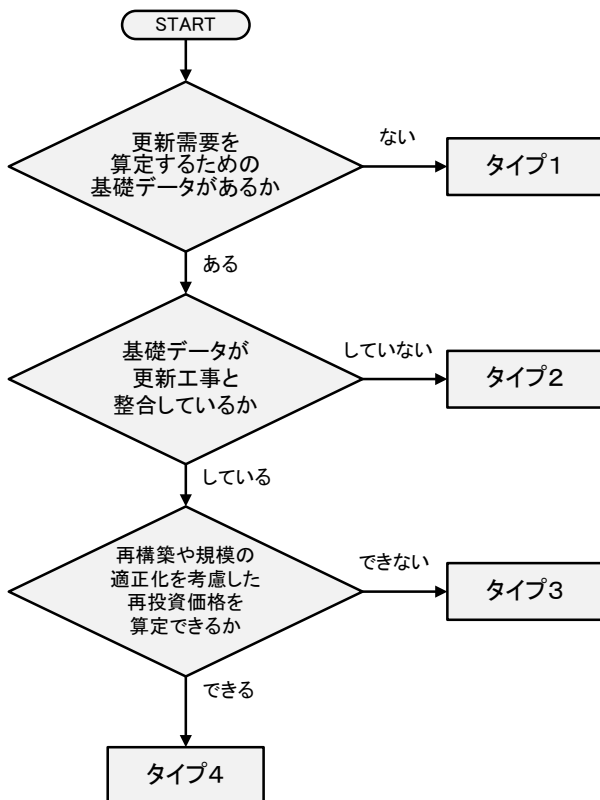 START
更新需要を
算定するための
基礎データがあるか
ない
タイプ1
ある
基礎データが
更新工事と
整合しているか
していない
タイプ2
している
再構築や規模の
適正化を考慮した
再投資価格を
算定できるか
できない
タイプ3
できる
タイプ4